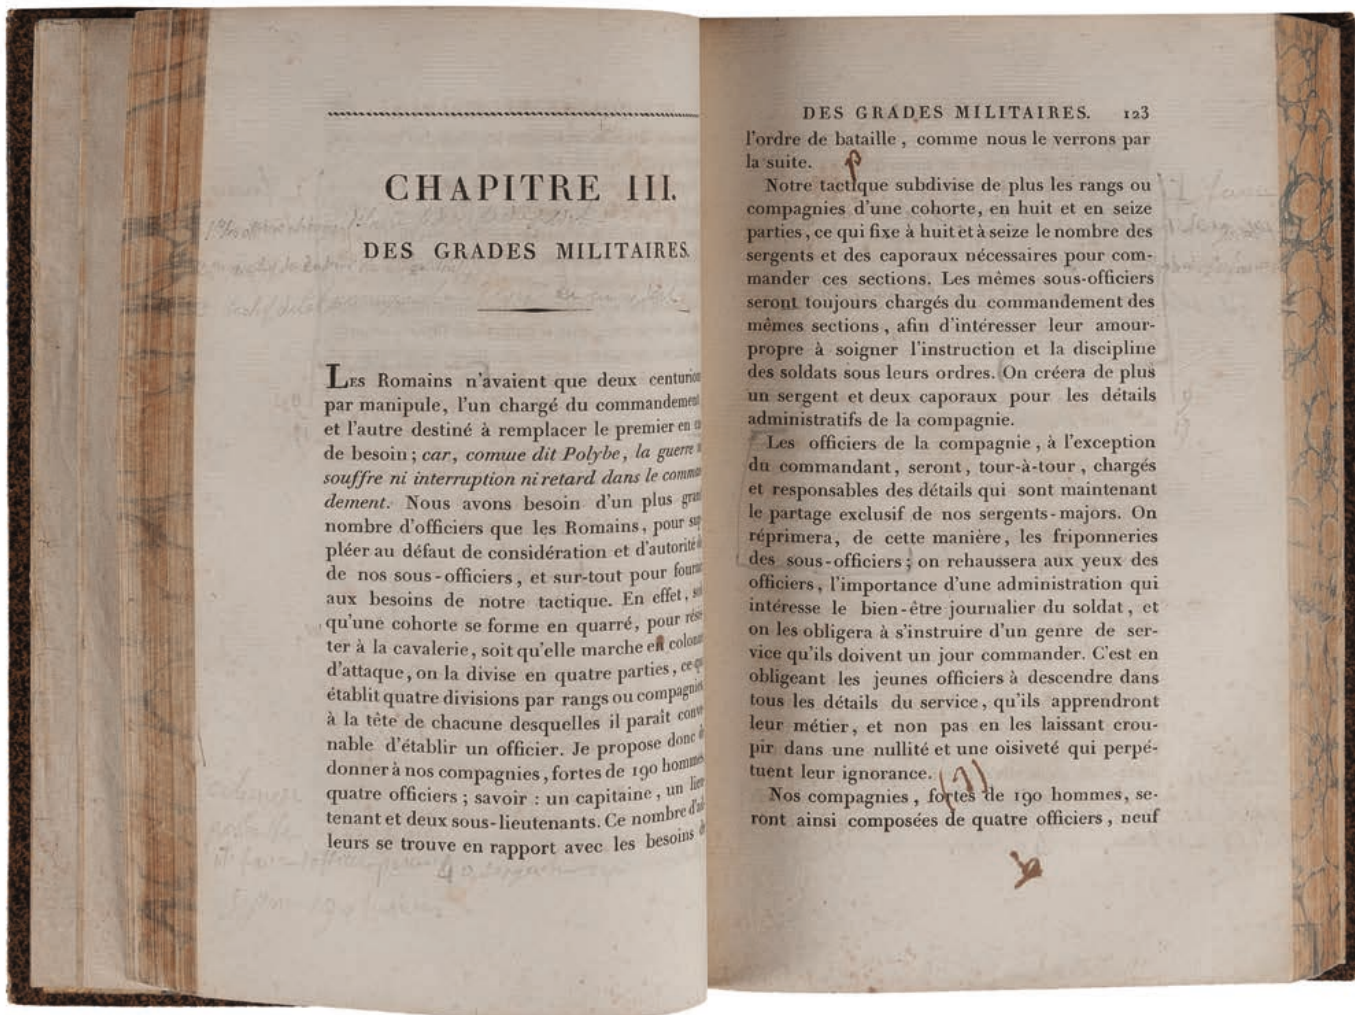 CHAPITRE III.
DES GRADES MILITAIRES.
LES Romains n'avaient que deux centurion
par manipule, l'un chargé du commandement
et l'autre destiné à remplacer le premier en
de besoin ; car, comme dit Polybe, la guerre
souffre ni interruption ni retard dans le comman
dement. Nous avons besoin d'un plus gran
nombre d'officiers que les Romains, pour sup
pléer au défaut de considération et d'autorité
de nos sous-officiers, et sur-tout pour fournir
aux besoins de notre tactique. En effet,
qu'une cohorte se forme en quarré, pour résis
ter à la cavalerie, soit qu'elle marche en colonne
d'attaque, on la divise en quatre parties, ce qui
établit quatre divisions par rangs ou compagnies
à la tête de chacune desquelles il paraît conve
nable d'établir un officier. Je propose donc
donner à nos compagnies, fortes de 190 hommes
quatre officiers ; savoir : un capitaine, un lieu
tenant et deux sous-lieutenants. Ce nombre d'ail
leurs se trouve en rapport avec les besoins
DES GRADES MILITAIRES. 123
l'ordre de bataille, comme nous le verrons par
la suite.
Notre tactique subdivise de plus les rangs ou
compagnies d'une cohorte, en huit et en seize
parties, ce qui fixe à huit et à seize le nombre des
sergents et des caporaux nécessaires pour com-
mander ces sections. Les mêmes sous-officiers
seront toujours chargés du commandement des
mêmes sections, afin d'intéresser leur amour-
propre à soigner l'instruction et la discipline
des soldats sous leurs ordres. On créera de plus
un sergent et deux caporaux pour les détails
administratifs de la compagnie.
Les officiers de la compagnie, à l'exception
du commandant, seront, tour-à-tour, chargés
et responsables des détails qui sont maintenant
le partage exclusif de nos sergents-majors. On
réprimera, de cette manière, les friponneries
des sous-officiers ; on rehaussera aux yeux des
officiers, l'importance d'une administration qui
intéresse le bien-être journalier du soldat, et
on les obligera à s'instruire d'un genre de ser-
vice qu'ils doivent un jour commander. C'est en
obligeant les jeunes officiers à descendre dans
tous les détails du service, qu'ils apprendront
leur métier, et non pas en les laissant crou-
pir dans une nullité et une oisiveté qui perpé-
tuent leur ignorance.
Nos compagnies, fortes de 190 hommes, se-
ront ainsi composées de quatre officiers, neuf